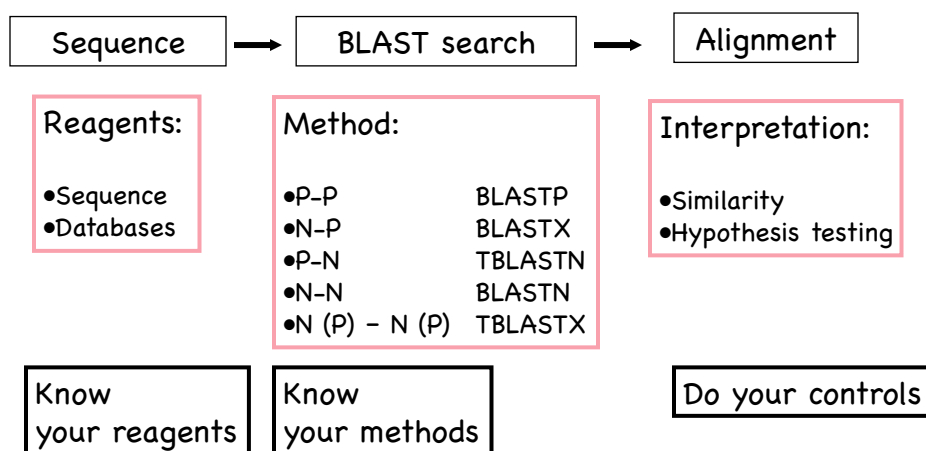 Sequence
BLAST search
Alignment
Reagents:
•Sequence
•Databases
Method:
•P-P BLASTP
•N-P BLASTX
•P-N TBLASTN
•N-N BLASTN
•N (P) – N (P) TBLASTX
Interpretation:
•Similarity
•Hypothesis testing
Know
your reagents
Know
your methods
Do your controls